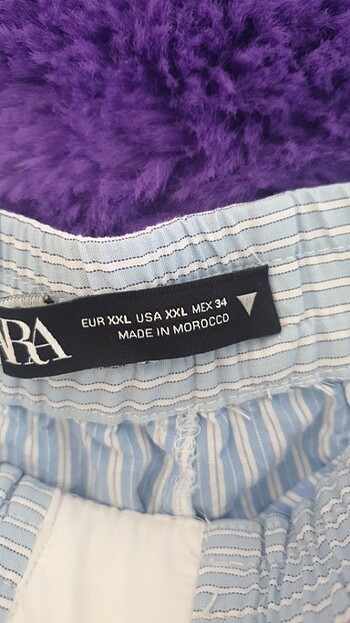 RA
EUR XXL USA XXL MEX 34
MADE IN MOROCCO